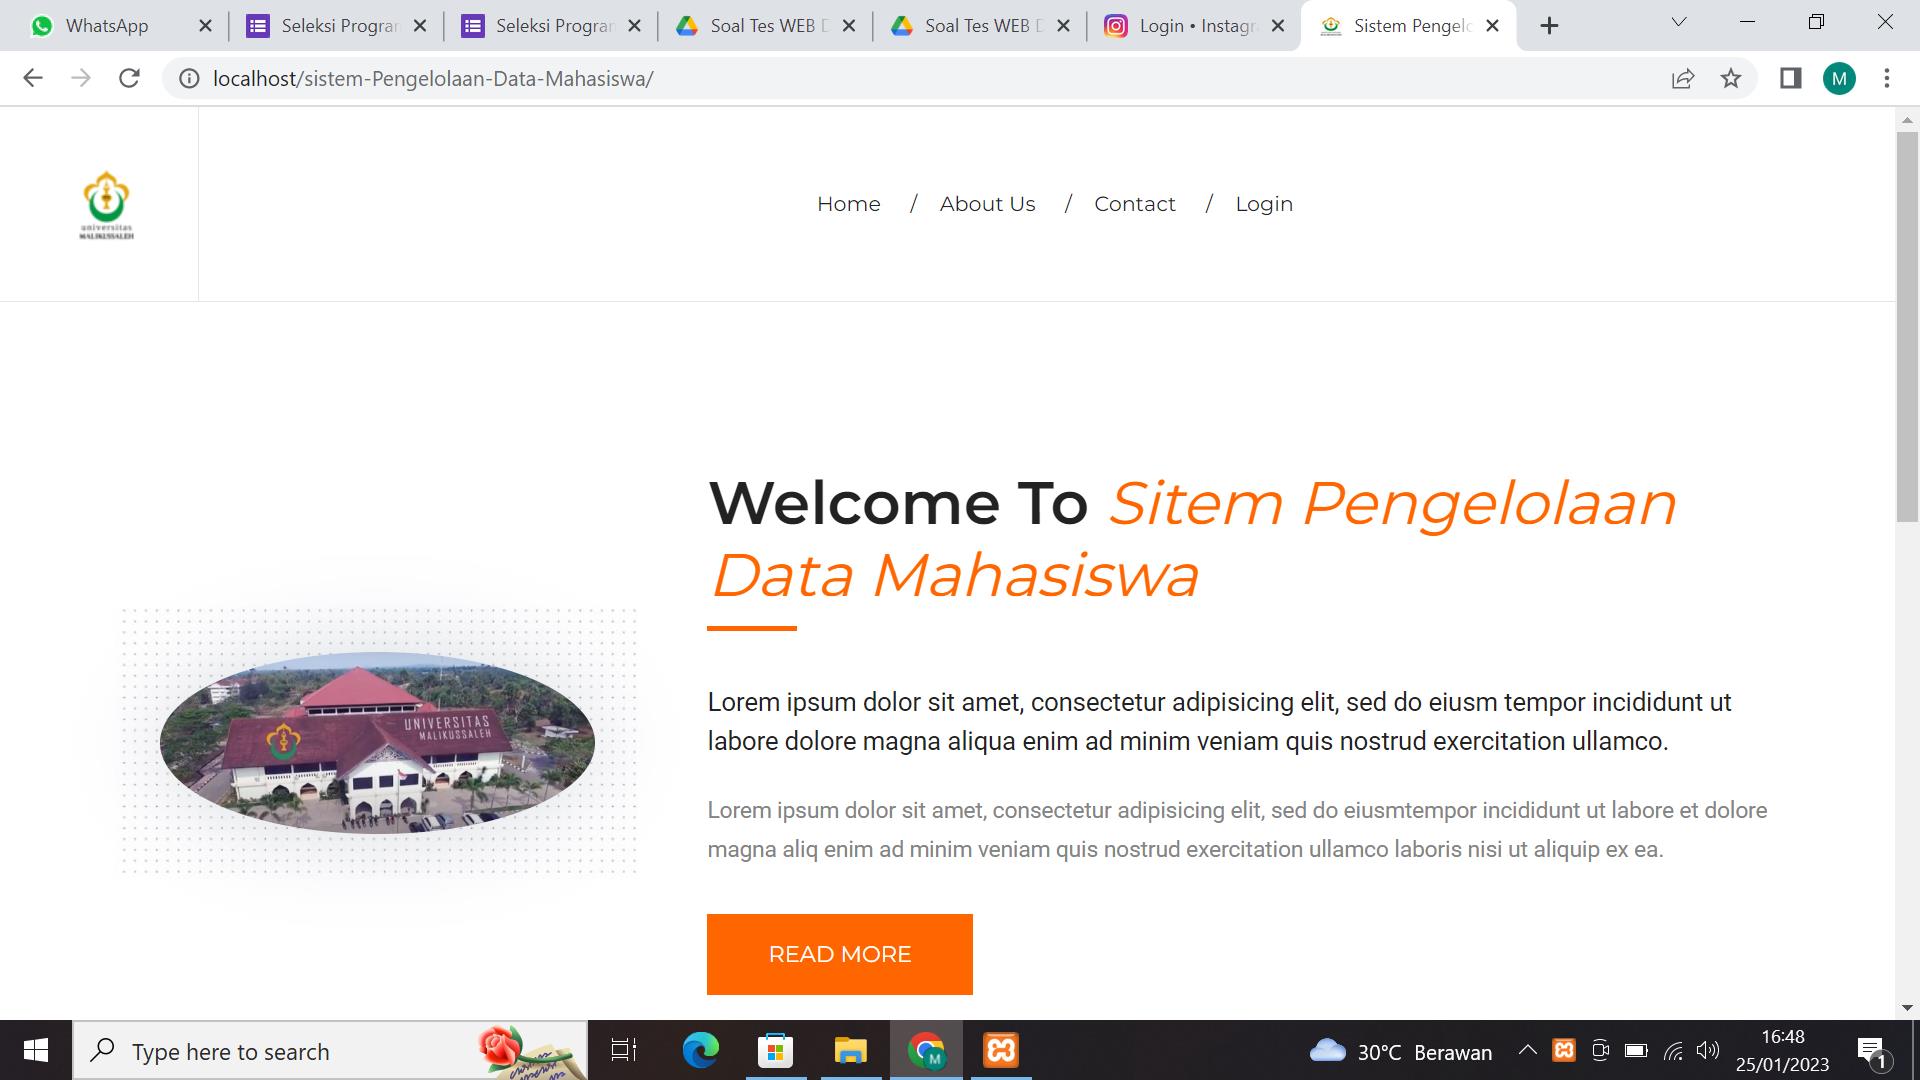 WhatsApp
Seleksi Progra
Seleksi Progra
Soal Tes WEB D
Soal Tes WEB D
Login • Instag
Sistem Pengelo
localhost/sistem-Pengelolaan-Data-Mahasiswa/
M
universitas
MALIKUSSALEH
Home / About Us / Contact / Login
Welcome To Sitem Pengelolaan
Data Mahasiswa
UNIVERSITAS
MALIKUSSALEH
Lorem ipsum dolor sit amet, consectetur adipisicing elit, sed do eiusm tempor incididunt ut
labore dolore magna aliqua enim ad minim veniam quis nostrud exercitation ullamco.
Lorem ipsum dolor sit amet, consectetur adipisicing elit, sed do eiusmtempor incididunt ut labore et dolore
magna aliq enim ad minim veniam quis nostrud exercitation ullamco laboris nisi ut aliquip ex ea.
READ MORE
Type here to search
M
30°C Berawan
16:48
25/01/2023
1